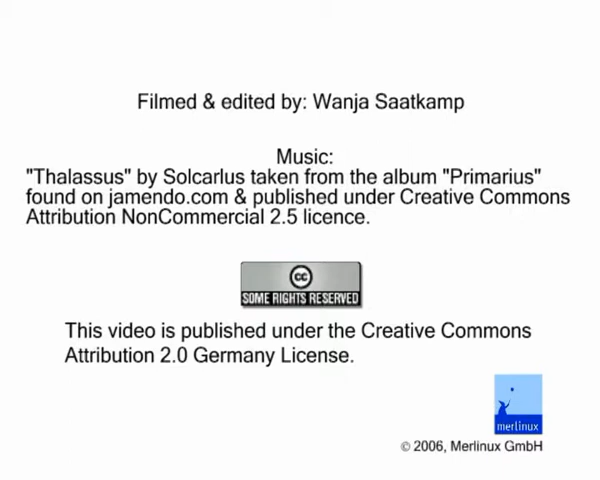 Filmed & edited by: Wanja Saatkamp
Music:
"Thalassus" by Solcarlus taken from the album "Primarius"
found on jamendo.com & published under Creative Commons
Attribution NonCommercial 2.5 licence.
cc
SOME RIGHTS RESERVED
This video is published under the Creative Commons
Attribution 2.0 Germany License.
merlinux
© 2006, Merlinux GmbH